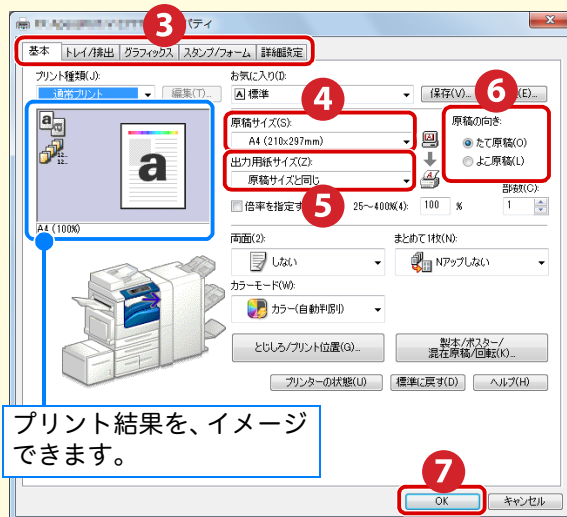 パティ
3
基本 トレイ/排出 グラフィックス スタンプ/フォーム 詳細設定
プリント種類(J):
通常プリント 編集(T)...
お気に入り(I):
A 標準 保存(V)... (E)...
4
6
原稿サイズ(S):
A4 (210x297mm)
出力用紙サイズ(Z):
原稿サイズと同じ
原稿の向き:
たて原稿(O)
よこ原稿(L)
a
a
12..
12..
a
A4 (100%)
5
倍率を指定す 25～400%(4): 100 %
部数(C):
1
両面(2):
しない
まとめて1枚(N):
Nアップしない
カラーモード(W):
カラー(自動判別)
とじしろ/プリント位置(G)...
製本/ポスター/
混在原稿/回転(K)...
プリンターの状態(U) 標準に戻す(D) ヘルプ(H)
プリント結果を、イメージ
できます。
7
OK キャンセル